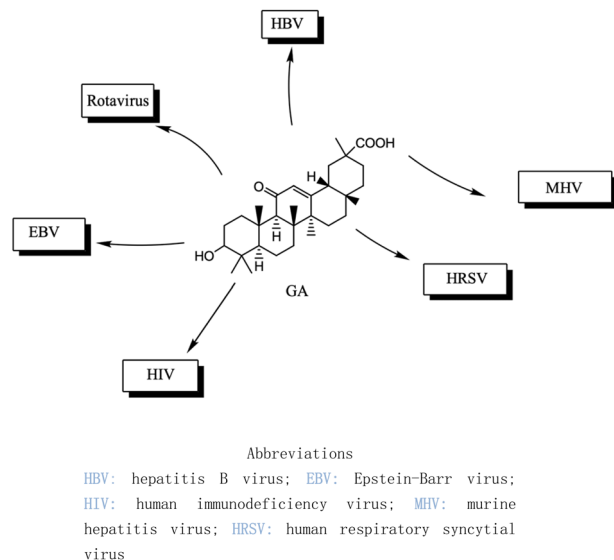 HBV
Rotavirus
COOH
H
O
MHV
EBV
H
HO
H
HRSV
GA
HIV
Abbreviations
HBV: hepatitis B virus; EBV: Epstein-Barr virus;
HIV: human immunodeficiency virus; MHV: murine
hepatitis virus; HRSV: human respiratory syncytial
virus